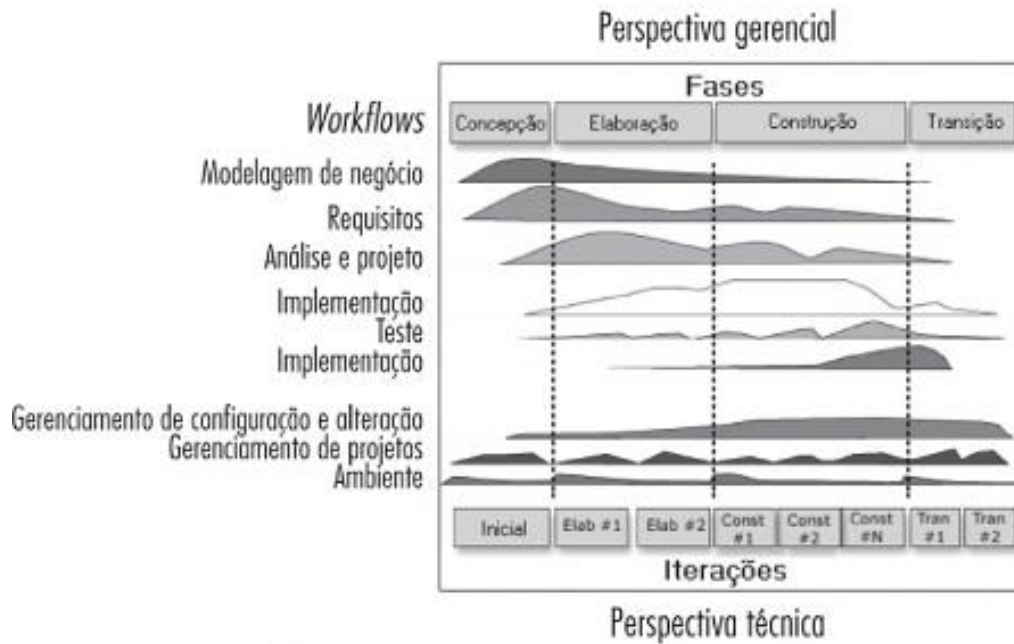 Perspectiva gerencial
Fases
Workflows
Concepção
Elaboração
Construção
Transição
Modelagem de negócio
Requisitos
Análise e projeto
Implementação
Teste
Implementação
Gerenciamento de configuração e alteração
Gerenciamento de projetos
Ambiente
Inicial
Elab #1
Elab #2
Const
#1
Const
#2
Const
#N
Tran
#1
Tran
#2
Iterações
Perspectiva técnica